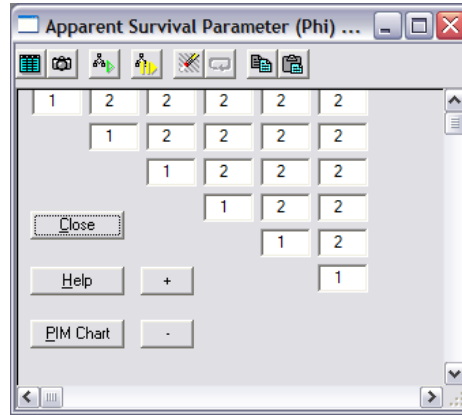 Apparent Survival Parameter (Phi) ...
1 2 2 2 2 2
1 2 2 2 2
1 2 2 2
1 2 2
Close
1 2
Help + 1
PIM Chart -